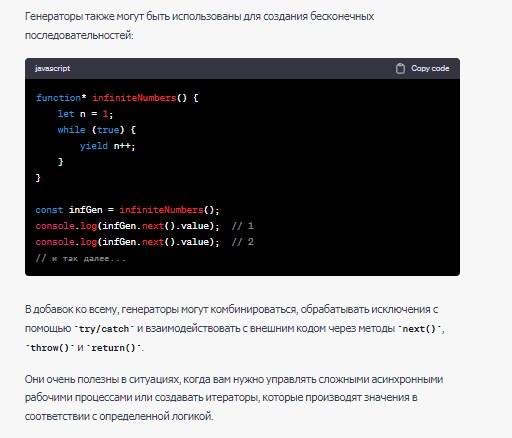 Генераторы также могут быть использованы для создания бесконечных
последовательностей:
javascript Copy code
function* infiniteNumbers() {
    let n = 1;
    while (true) {
        yield n++;
    }
}
const infGen = infiniteNumbers();
console.log(infGen.next().value);  // 1
console.log(infGen.next().value);  // 2
// и так далее...
В добавок ко всему, генераторы могут комбинироваться, обрабатывать исключения с
помощью `try/catch` и взаимодействовать с внешним кодом через методы `next()`,
`throw()` и `return()`.
Они очень полезны в ситуациях, когда вам нужно управлять сложными асинхронными
рабочими процессами или создавать итераторы, которые производят значения в
соответствии с определенной логикой.